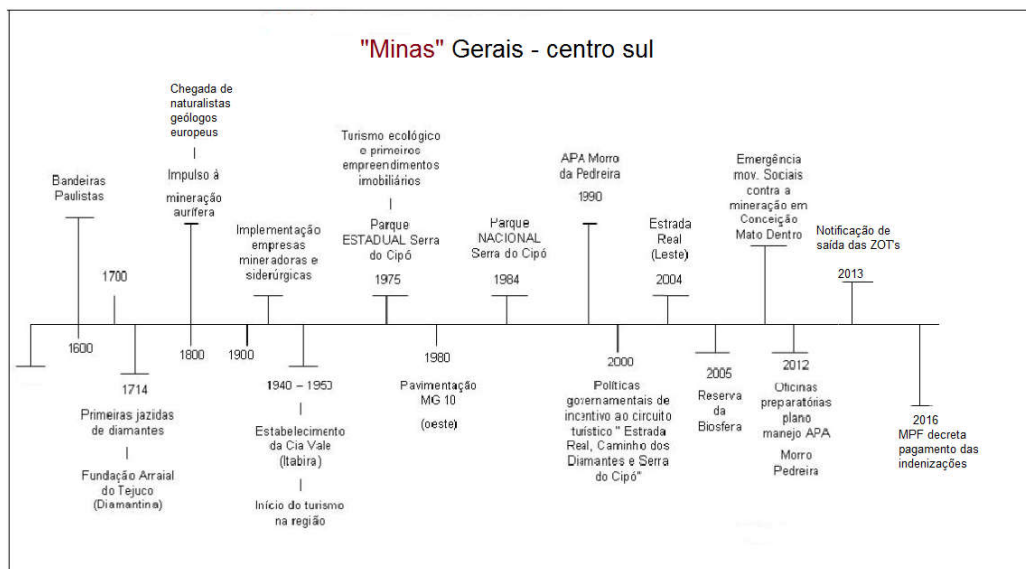 "Minas" Gerais - centro sul
Chegada de
naturalistas
geólogos
europeus
Impulso à
mineração
aurífera
Bandeiras
Paulistas
1700
Implementação
empresas
mineradoras e
siderúrgicas
Turismo ecológico
e primeiros
empreendimentos
imobiliários
Parque
ESTADUAL Serra
do Cipó
1975
Parque
NACIONAL
Serra do Cipó
1984
APA Morro
da Pedreira
1990
Estrada
Real
(Leste)
2004
Emergência
mov. Sociais
contra a
mineração em
Conceição
Mato Dentro
Notificação de
saída das ZOT's
2013
1600
1714
Primeiras jazidas
de diamantes
Fundação Arraial
do Tejuco
(Diamantina)
1800
1900
1940 – 1950
Estabelecimento
da Cia Vale
(Itabira)
Início do turismo
na região
1980
Pavimentação
MG 10
(oeste)
2000
Políticas
governamentais de
incentivo ao circuito
turístico " Estrada
Real, Caminho dos
Diamantes e Serra
do Cipó"
2005
Reserva
da
Biosfera
2012
Oficinas
preparatórias
plano
manejo APA
Morro
Pedreira
2016
MPF decreta
pagamento das
indenizações